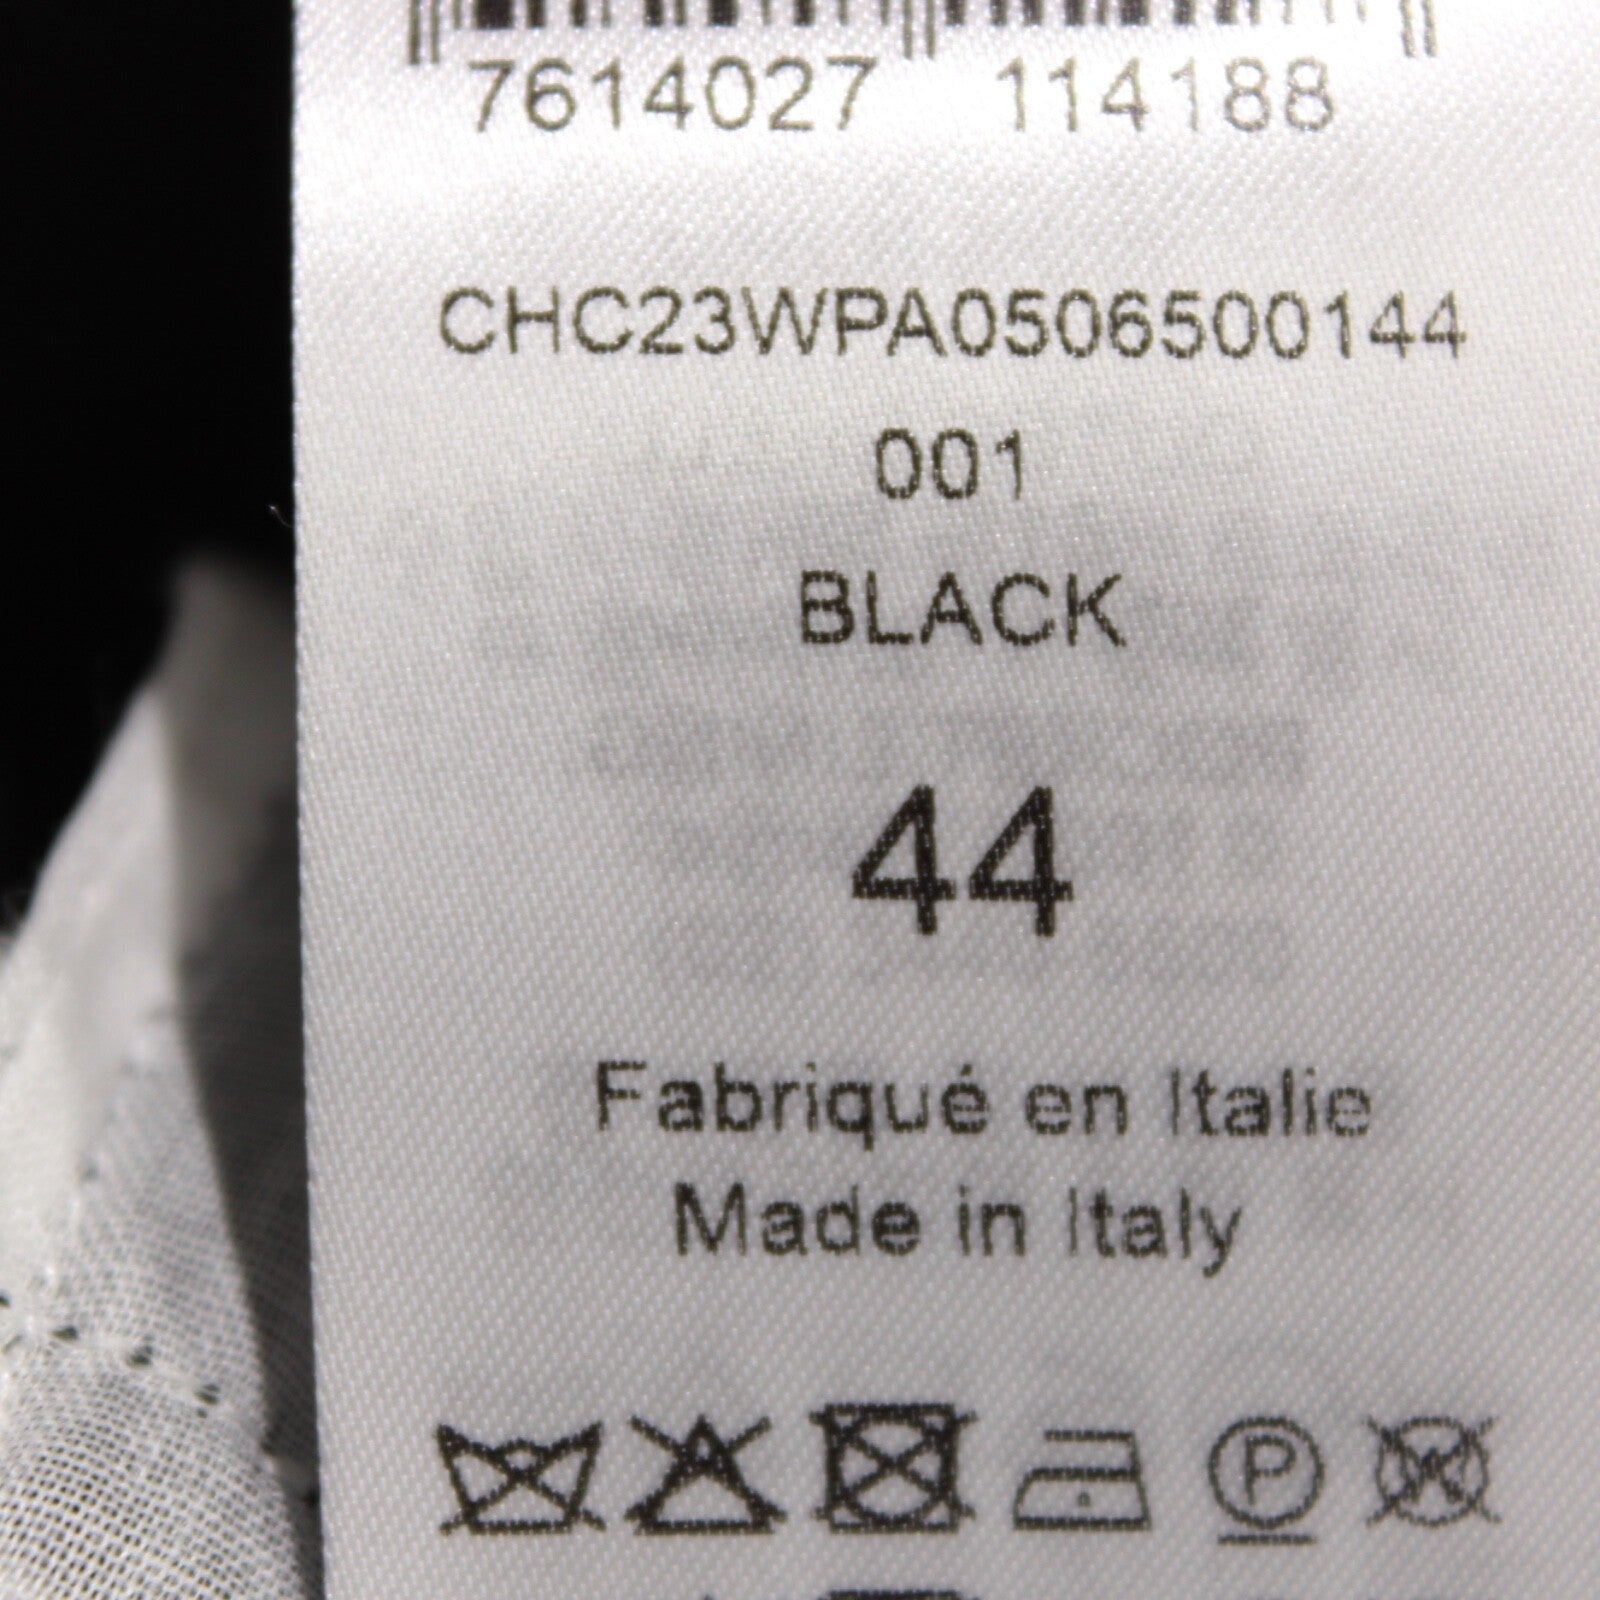 7614027 114188
CHC23WPA0506500144
001
BLACK
44
Fabriqué en Italie
Made in Italy
P
W